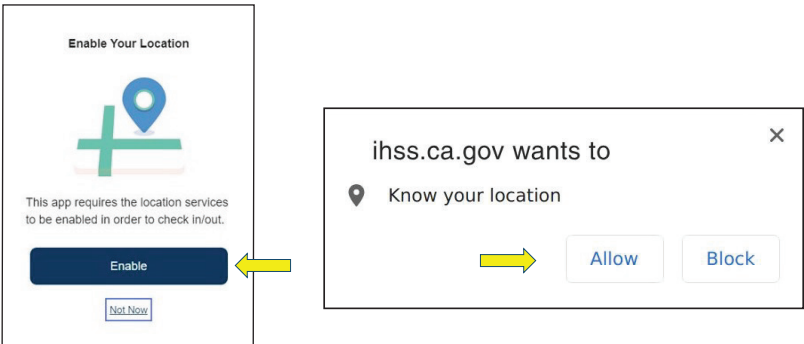 Enable Your Location
This app requires the location services
to be enabled in order to check in/out.
Enable
Not Now
ihss.ca.gov wants to
Know your location
Allow
Block